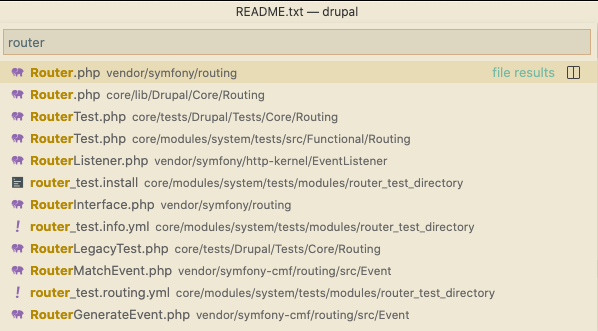 README.txt — drupal
router
Router.php vendor/symfony/routing file results
Router.php core/lib/Drupal/Core/Routing
RouterTest.php core/tests/Drupal/Tests/Core/Routing
RouterTest.php core/modules/system/tests/src/Functional/Routing
RouterListener.php vendor/symfony/http-kernel/EventListener
router_test.install core/modules/system/tests/modules/router_test_directory
RouterInterface.php vendor/symfony/routing
! router_test.info.yml core/modules/system/tests/modules/router_test_directory
RouterLegacyTest.php core/tests/Drupal/Tests/Core/Routing
RouterMatchEvent.php vendor/symfony-cmf/routing/src/Event
! router_test.routing.yml core/modules/system/tests/modules/router_test_directory
RouterGenerateEvent.php vendor/symfony-cmf/routing/src/Event